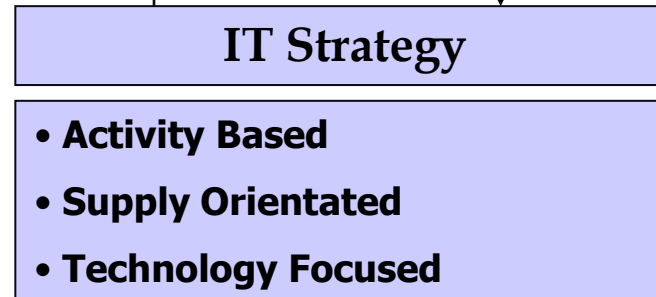 IT Strategy
• Activity Based
• Supply Orientated
• Technology Focused